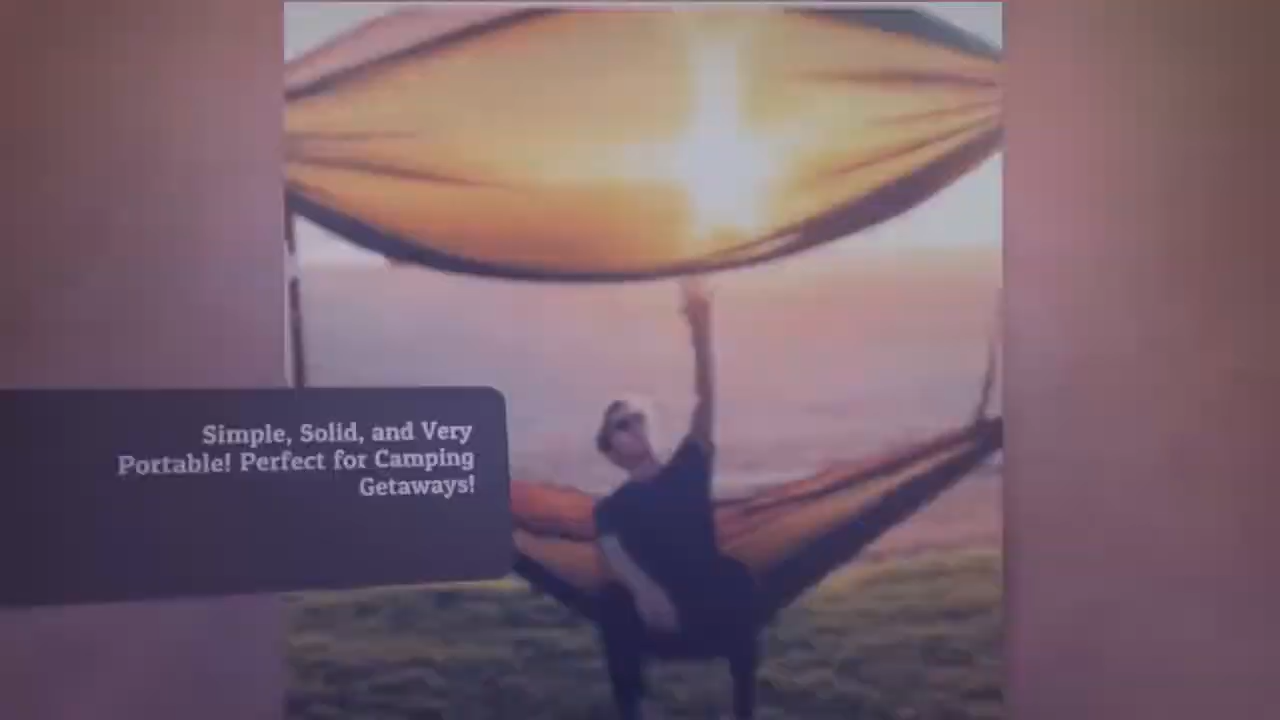 Simple, Solid, and Very
Portable! Perfect for Camping
Getaways!